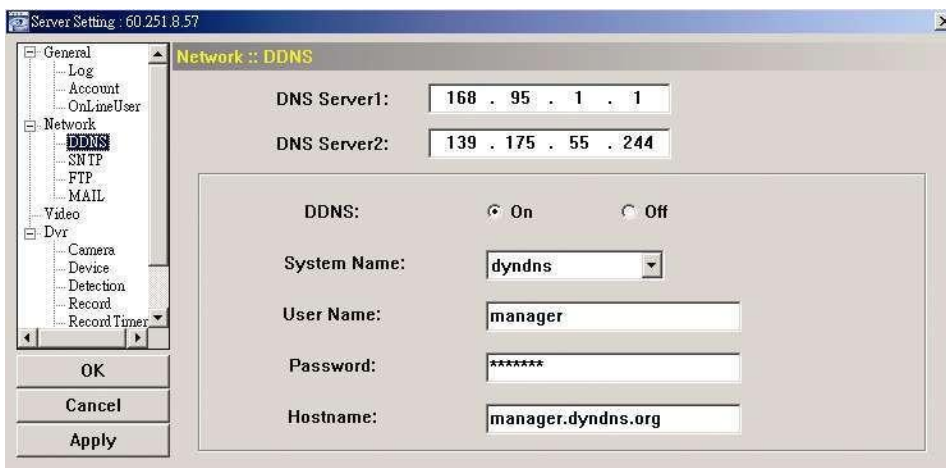 Server Setting : 60.251.8.57
General
Log
Account
OnLineUser
Network
DDNS
SNTP
FTP
MAIL
Video
Dvr
Camera
Device
Detection
Record
Record Timer
OK
Cancel
Apply
Network :: DDNS
DNS Server1: 168 . 95 . 1 . 1
DNS Server2: 139 . 175 . 55 . 244
DDNS: On Off
System Name: dyndns
User Name: manager
Password: *******
Hostname: manager.dyndns.org